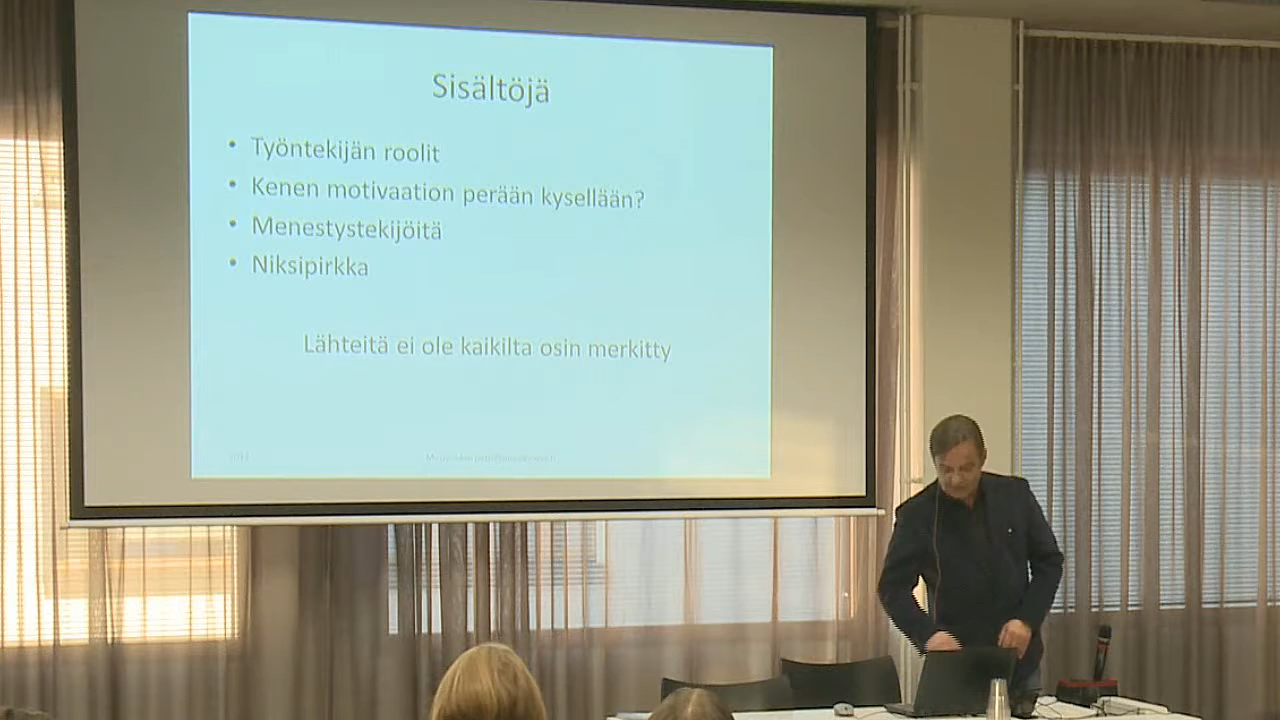 Sisältöjä
• Työntekijän roolit
• Kenen motivaation perään kysellään?
• Menestystekijöitä
• Niksipirkka
Lähteitä ei ole kaikilta osin merkitty